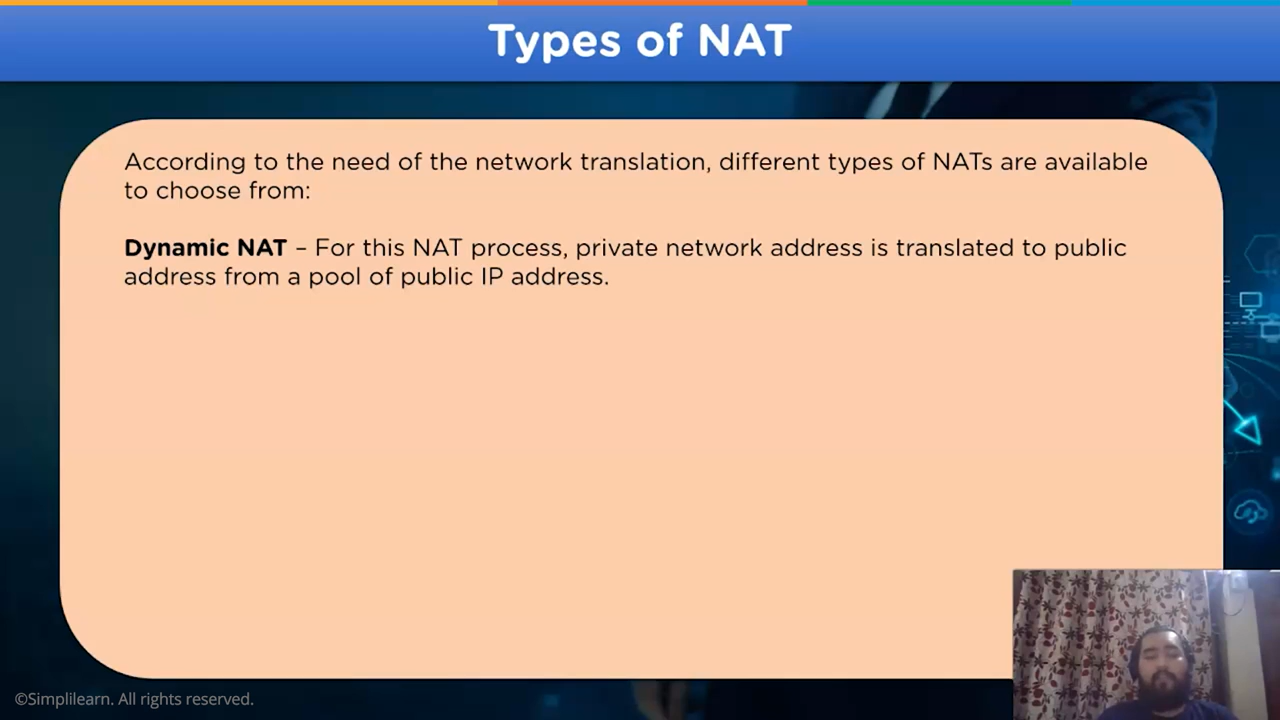 Types of NAT
According to the need of the network translation, different types of NATs are available
to choose from:
Dynamic NAT – For this NAT process, private network address is translated to public
address from a pool of public IP address.
©Simplilearn. All rights reserved.